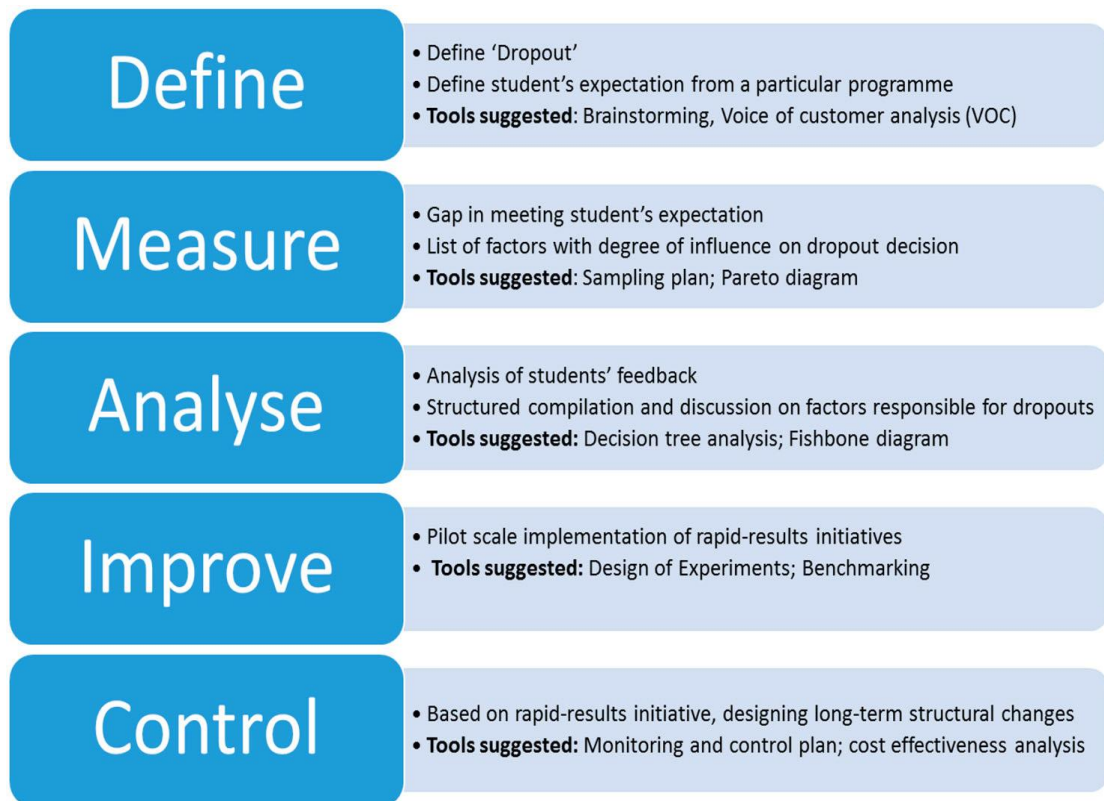 Define
• Define ‘Dropout’
• Define student’s expectation from a particular programme
• Tools suggested: Brainstorming, Voice of customer analysis (VOC)
Measure
• Gap in meeting student’s expectation
• List of factors with degree of influence on dropout decision
• Tools suggested: Sampling plan; Pareto diagram
Analyse
• Analysis of students’ feedback
• Structured compilation and discussion on factors responsible for dropouts
• Tools suggested: Decision tree analysis; Fishbone diagram
Improve
• Pilot scale implementation of rapid-results initiatives
• Tools suggested: Design of Experiments; Benchmarking
Control
• Based on rapid-results initiative, designing long-term structural changes
• Tools suggested: Monitoring and control plan; cost effectiveness analysis